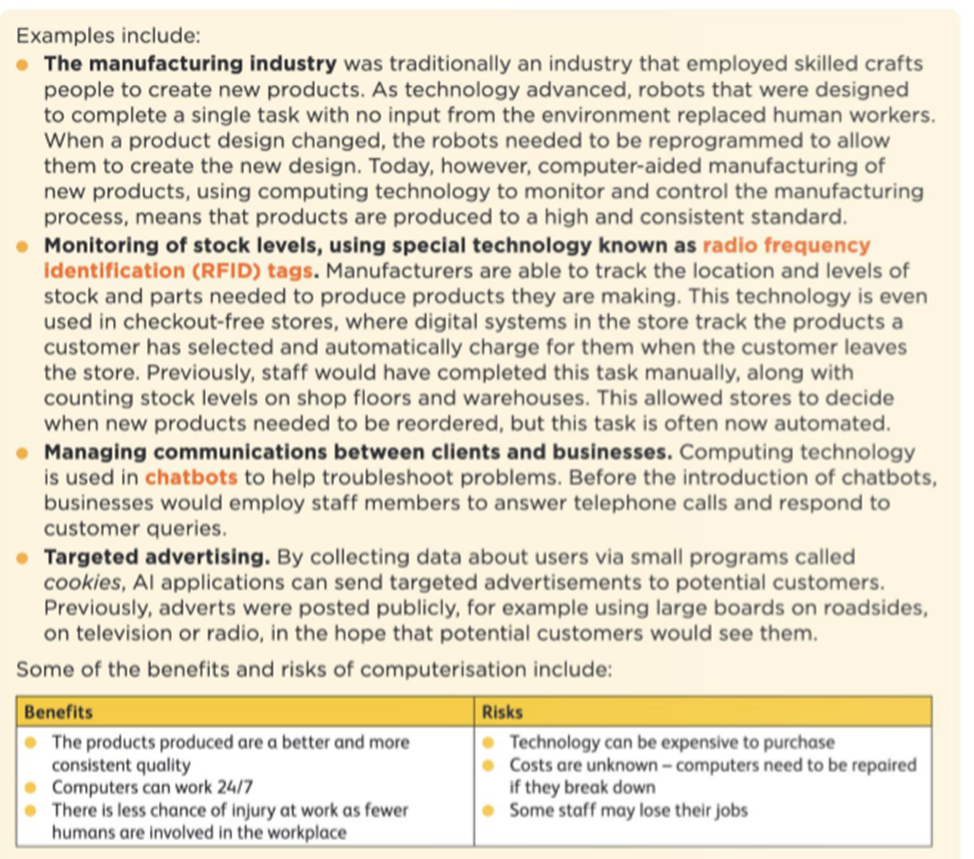 Examples include:
The manufacturing industry was traditionally an industry that employed skilled crafts
people to create new products. As technology advanced, robots that were designed
to complete a single task with no input from the environment replaced human workers.
When a product design changed, the robots needed to be reprogrammed to allow
them to create the new design. Today, however, computer-aided manufacturing of
new products, using computing technology to monitor and control the manufacturing
process, means that products are produced to a high and consistent standard.
Monitoring of stock levels, using special technology known as radio frequency
identification (RFID) tags. Manufacturers are able to track the location and levels of
stock and parts needed to produce products they are making. This technology is even
used in checkout-free stores, where digital systems in the store track the products a
customer has selected and automatically charge for them when the customer leaves
the store. Previously, staff would have completed this task manually, along with
counting stock levels on shop floors and warehouses. This allowed stores to decide
when new products needed to be reordered, but this task is often now automated.
Managing communications between clients and businesses. Computing technology
is used in chatbots to help troubleshoot problems. Before the introduction of chatbots,
businesses would employ staff members to answer telephone calls and respond to
customer queries.
Targeted advertising. By collecting data about users via small programs called
cookies, AI applications can send targeted advertisements to potential customers.
Previously, adverts were posted publicly, for example using large boards on roadsides,
on television or radio, in the hope that potential customers would see them.
Some of the benefits and risks of computerisation include:
Benefits
The products produced are a better and more
consistent quality
Computers can work 24/7
There is less chance of injury at work as fewer
humans are involved in the workplace
Risks
Technology can be expensive to purchase
Costs are unknown – computers need to be repaired
if they break down
Some staff may lose their jobs